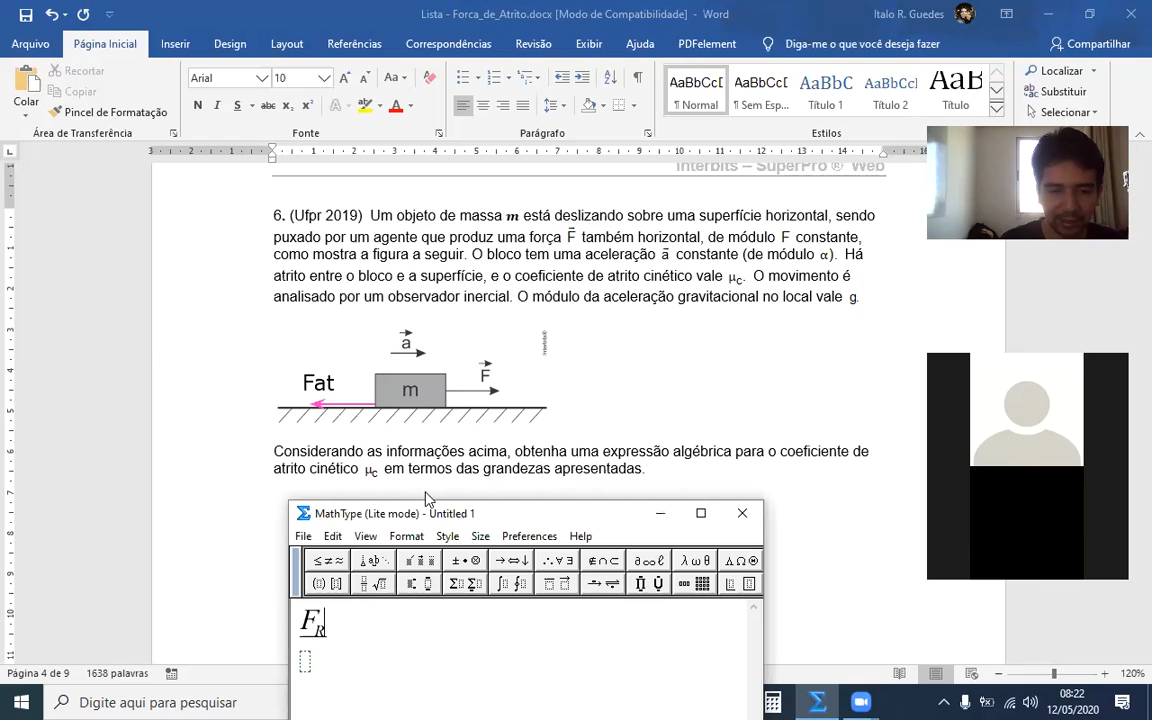 Lista - Forca_de_Atrito.docx [Modo de Compatibilidade] - Word
Italo R. Guedes
Arquivo Página Inicial Inserir Design Layout Referências Correspondências Revisão Exibir Ajuda PDFelement Diga-me o que você deseja fazer Compartilhar
Colar
Recortar
Copiar
Pincel de Formatação
Área de Transferência
Arial 10
Fonte
Parágrafo
AaBbCcI AaBbCcI AaBbC AaBbCcI AaB
¶ Normal ¶ Sem Esp... Título 1 Título 2 Título
Estilos
Localizar
Substituir
Selecionar
Interbits – SuperPro ® Web
6. (Ufpr 2019) Um objeto de massa m está deslizando sobre uma superfície horizontal, sendo
puxado por um agente que produz uma força F⃗ também horizontal, de módulo F constante,
como mostra a figura a seguir. O bloco tem uma aceleração a⃗ constante (de módulo α). Há
atrito entre o bloco e a superfície, e o coeficiente de atrito cinético vale μc. O movimento é
analisado por um observador inercial. O módulo da aceleração gravitacional no local vale g.
a⃗
F⃗
Fat
m
Considerando as informações acima, obtenha uma expressão algébrica para o coeficiente de
atrito cinético μc em termos das grandezas apresentadas.
MathType (Lite mode) - Untitled 1
File Edit View Format Style Size Preferences Help
FR
Página 4 de 9 1638 palavras 120%
Digite aqui para pesquisar
08:22
12/05/2020